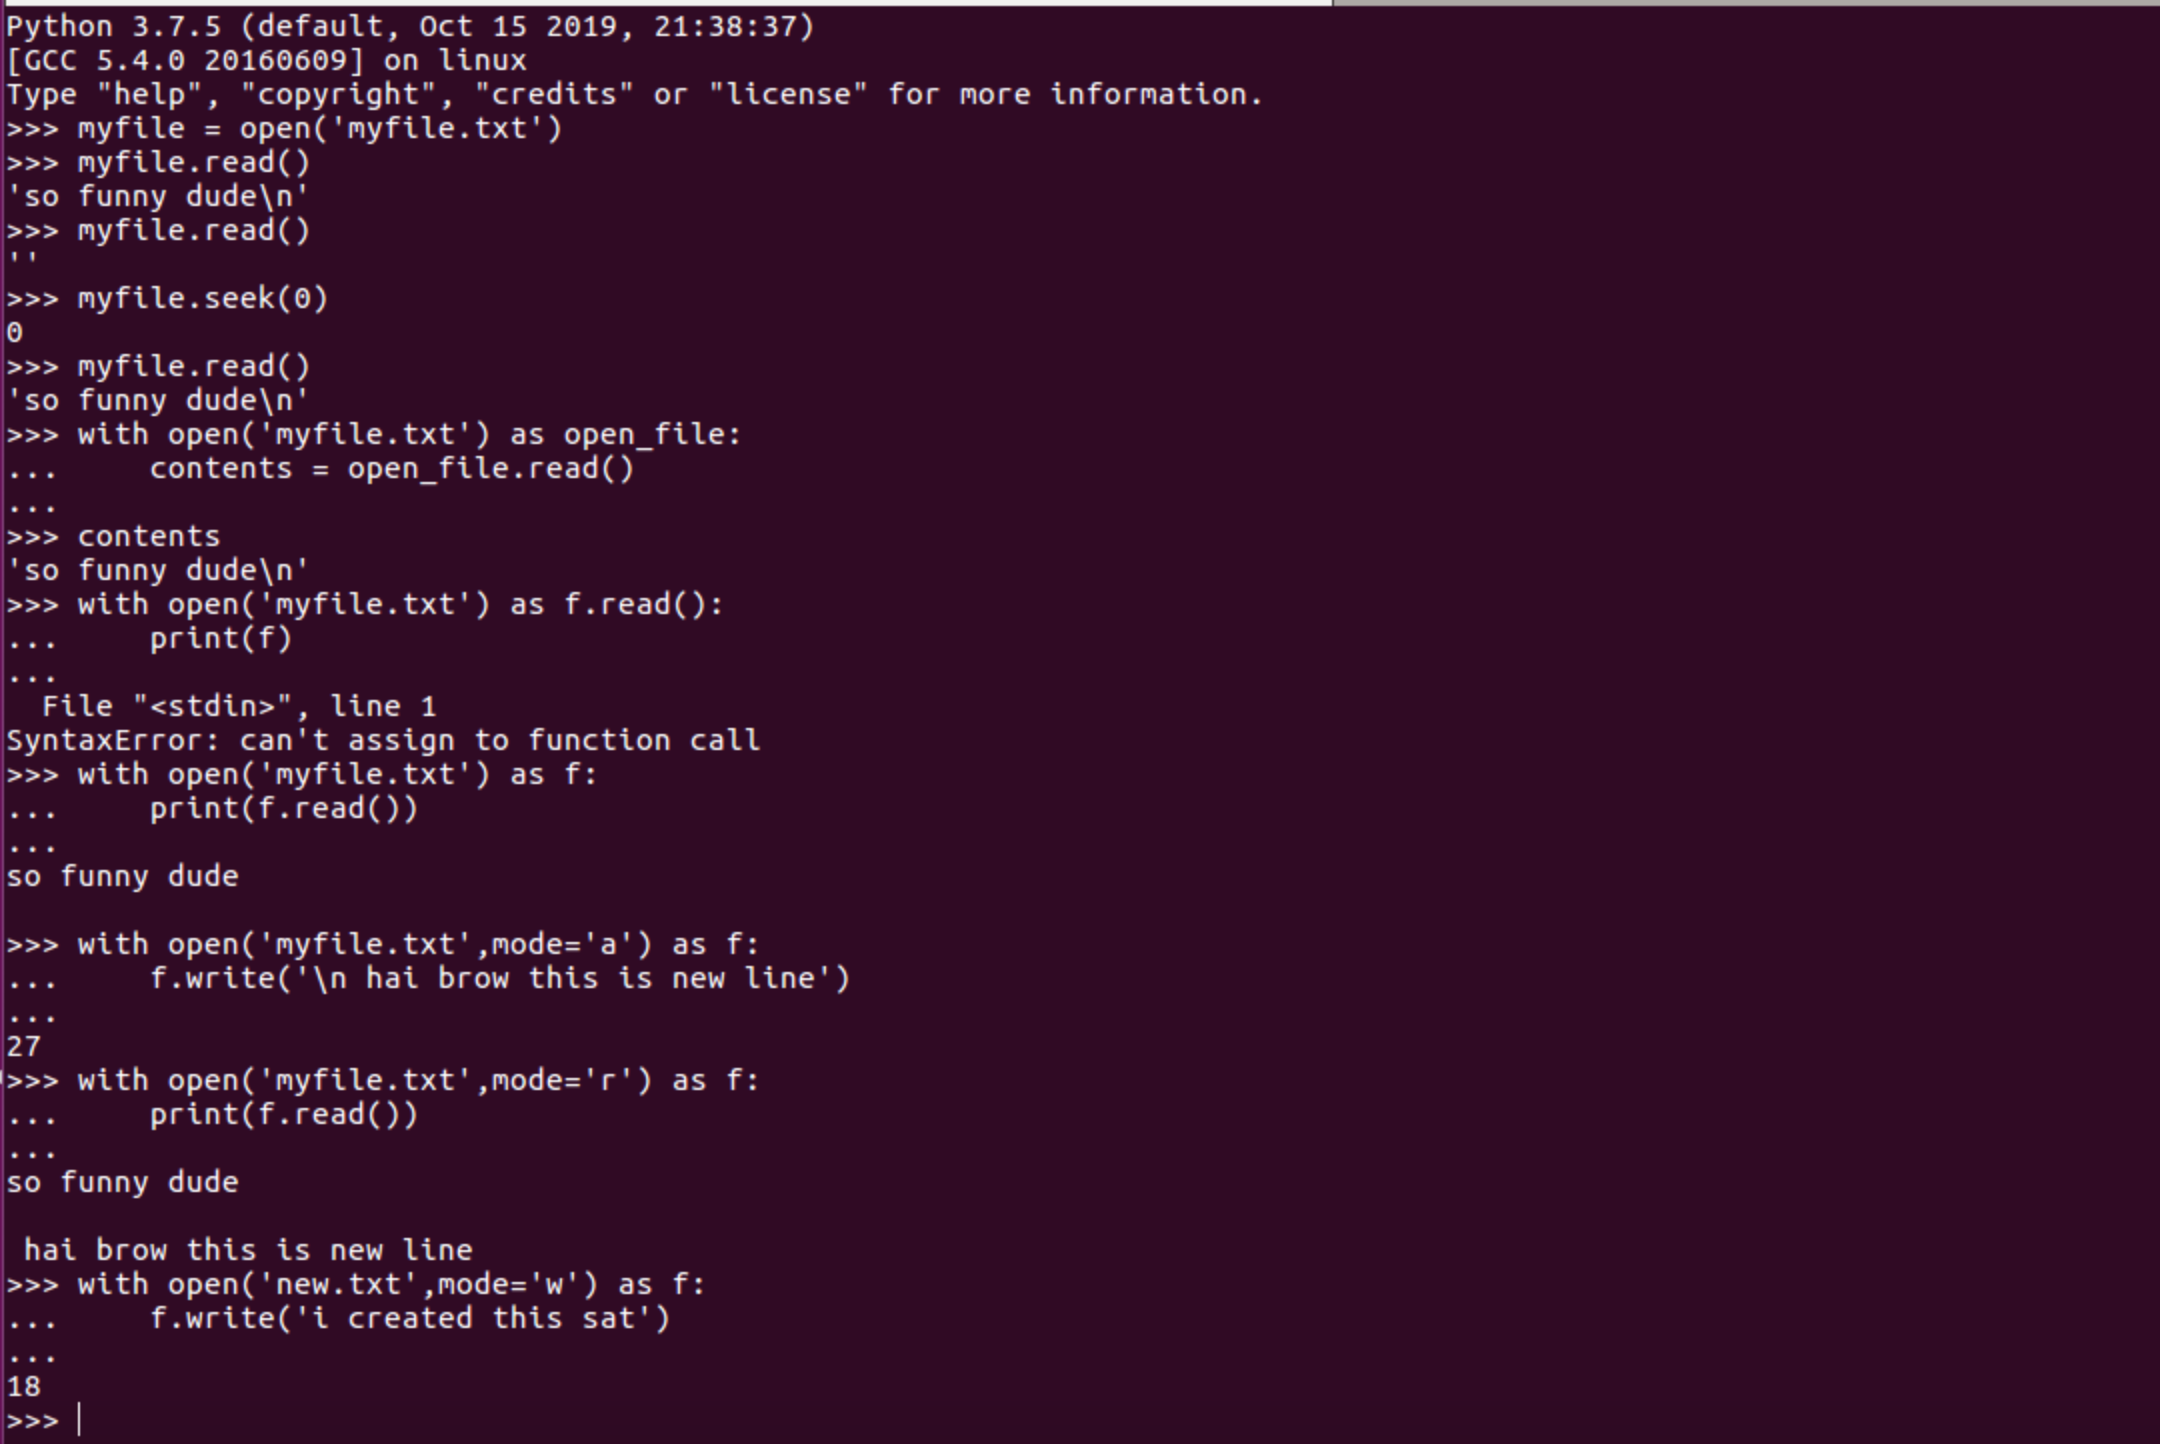 Python 3.7.5 (default, Oct 15 2019, 21:38:37)
[GCC 5.4.0 20160609] on linux
Type "help", "copyright", "credits" or "license" for more information.
>>> myfile = open('myfile.txt')
>>> myfile.read()
'so funny dude\n'
>>> myfile.read()
''
>>> myfile.seek(0)
0
>>> myfile.read()
'so funny dude\n'
>>> with open('myfile.txt') as open_file:
...     contents = open_file.read()
...
>>> contents
'so funny dude\n'
>>> with open('myfile.txt') as f.read():
...     print(f)
...
  File "<stdin>", line 1
SyntaxError: can't assign to function call
>>> with open('myfile.txt') as f:
...     print(f.read())
...
so funny dude

>>> with open('myfile.txt',mode='a') as f:
...     f.write('\n hai brow this is new line')
...
27
>>> with open('myfile.txt',mode='r') as f:
...     print(f.read())
...
so funny dude

 hai brow this is new line
>>> with open('new.txt',mode='w') as f:
...     f.write('i created this sat')
...
18
>>>